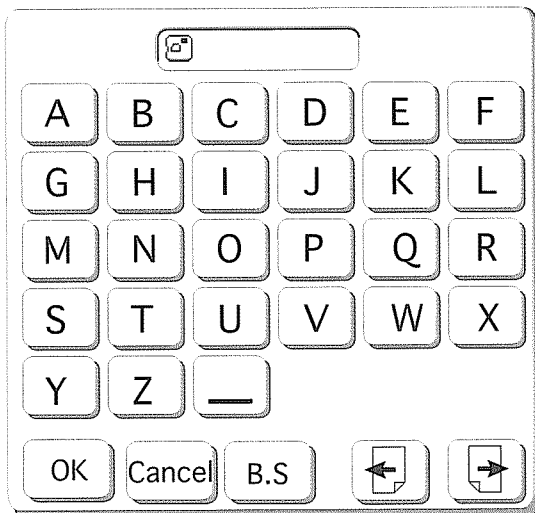 A B C D E F
G H I J K L
M N O P Q R
S T U V W X
Y Z _
OK Cancel B.S